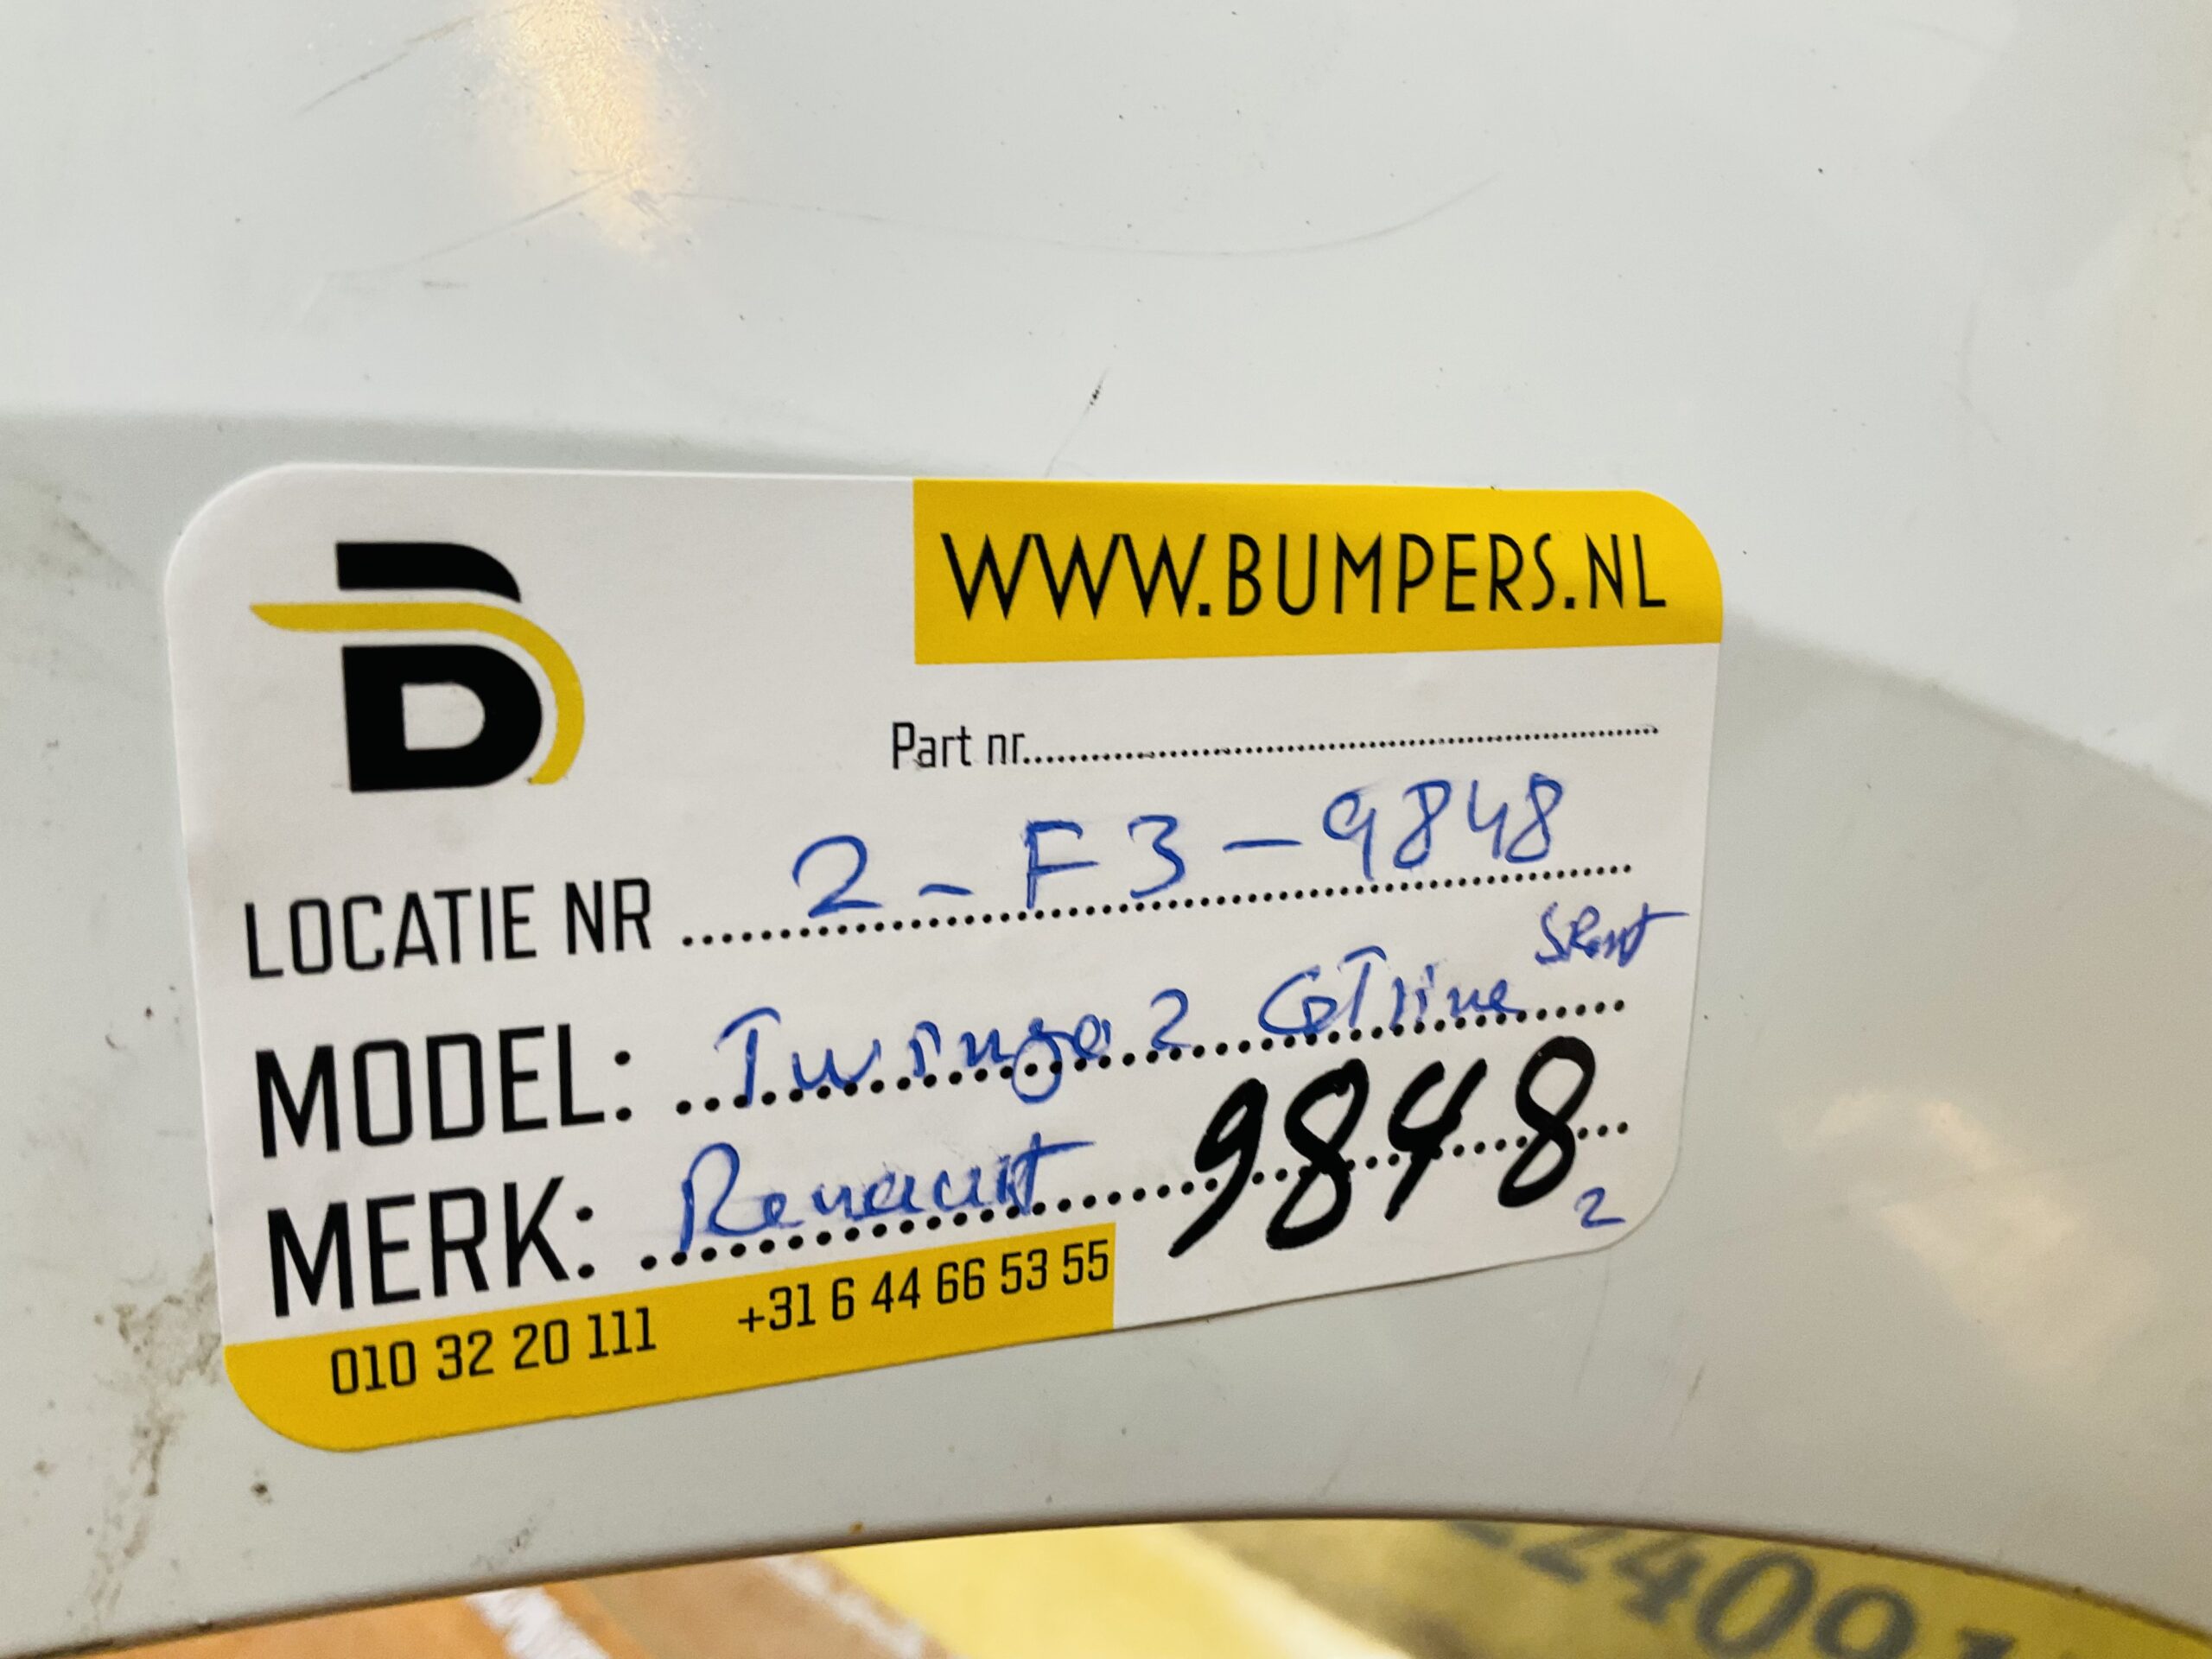 WWW.BUMPERS.NL
Part nr.
LOCATIE NR 2-F3-9848
MODEL: Twingo 2 GTline
MERK: Renault 9848 2
010 32 20 111 +31 6 44 66 53 55